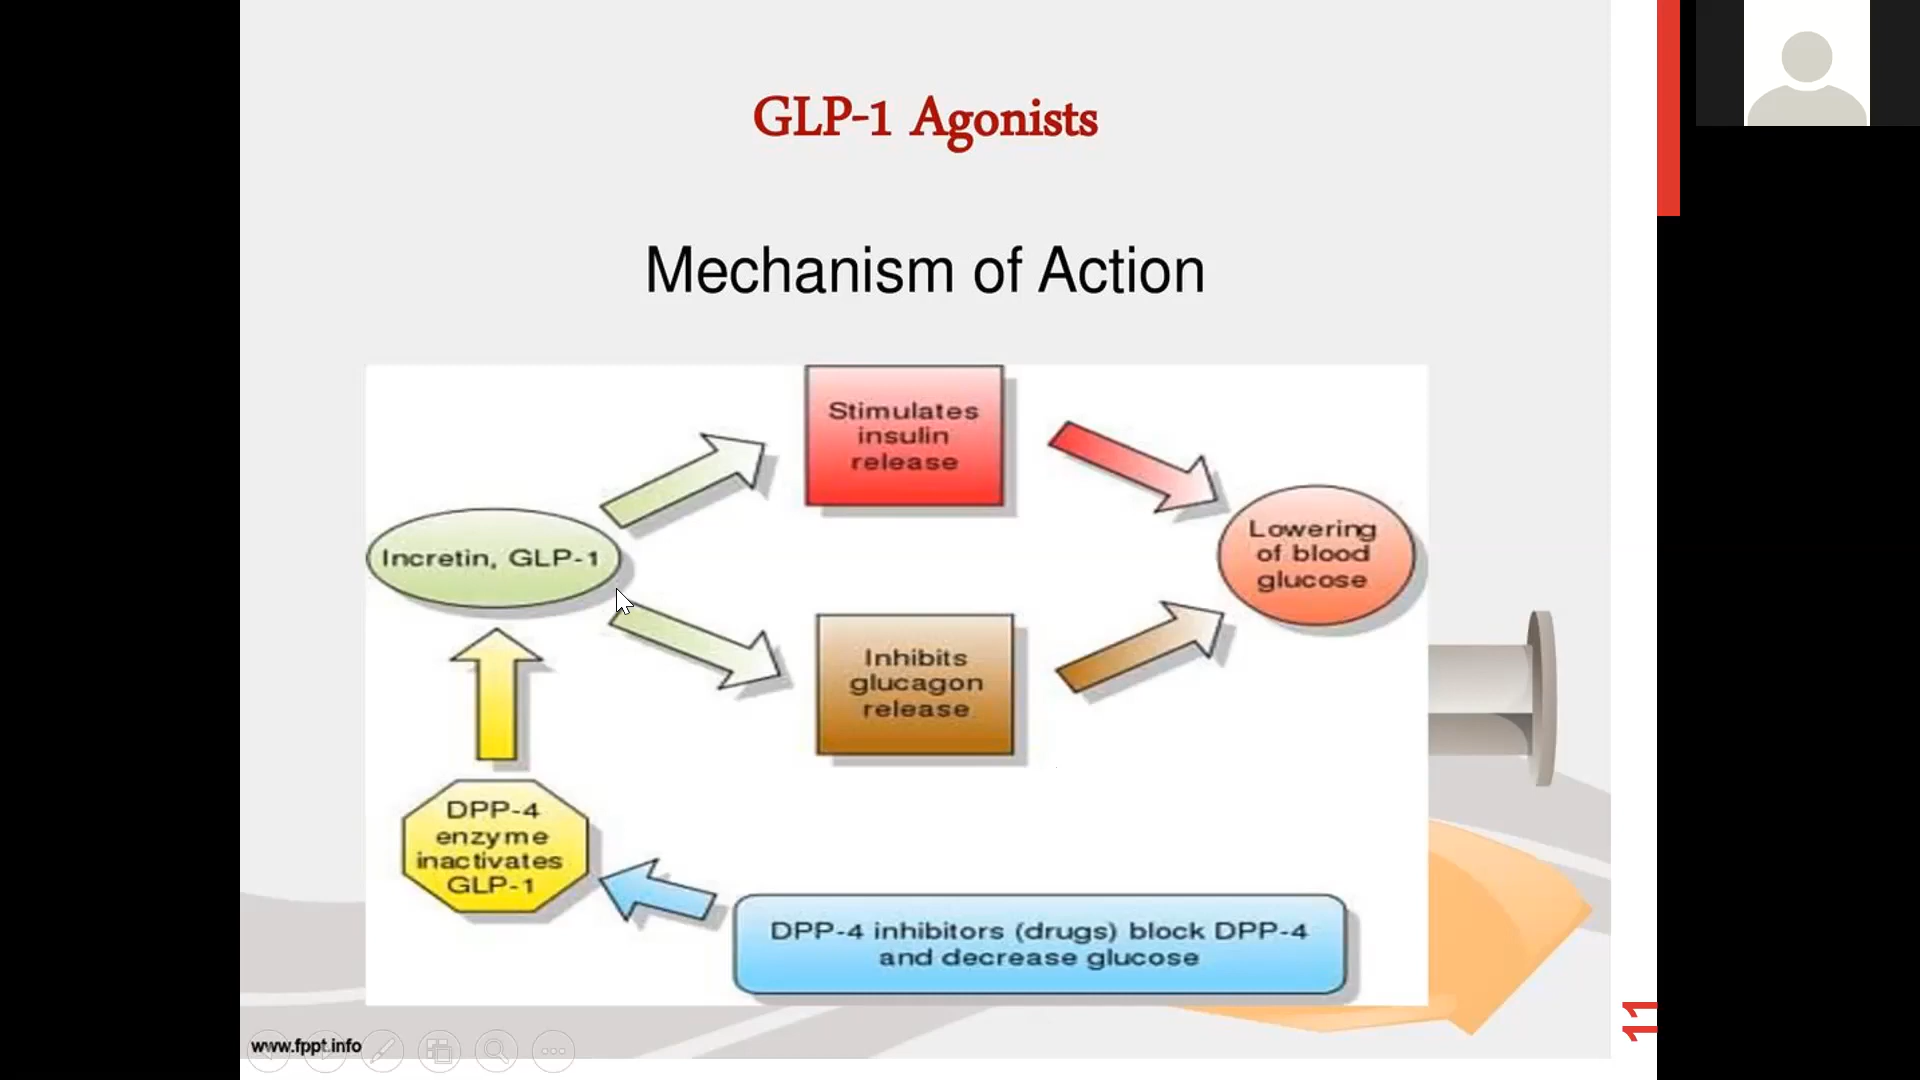 GLP-1 Agonists
Mechanism of Action
Stimulates
insulin
release
Incretin, GLP-1
Lowering
of blood
glucose
Inhibits
glucagon
release
DPP-4
enzyme
inactivates
GLP-1
DPP-4 inhibitors (drugs) block DPP-4
and decrease glucose
www.fppt.info
11